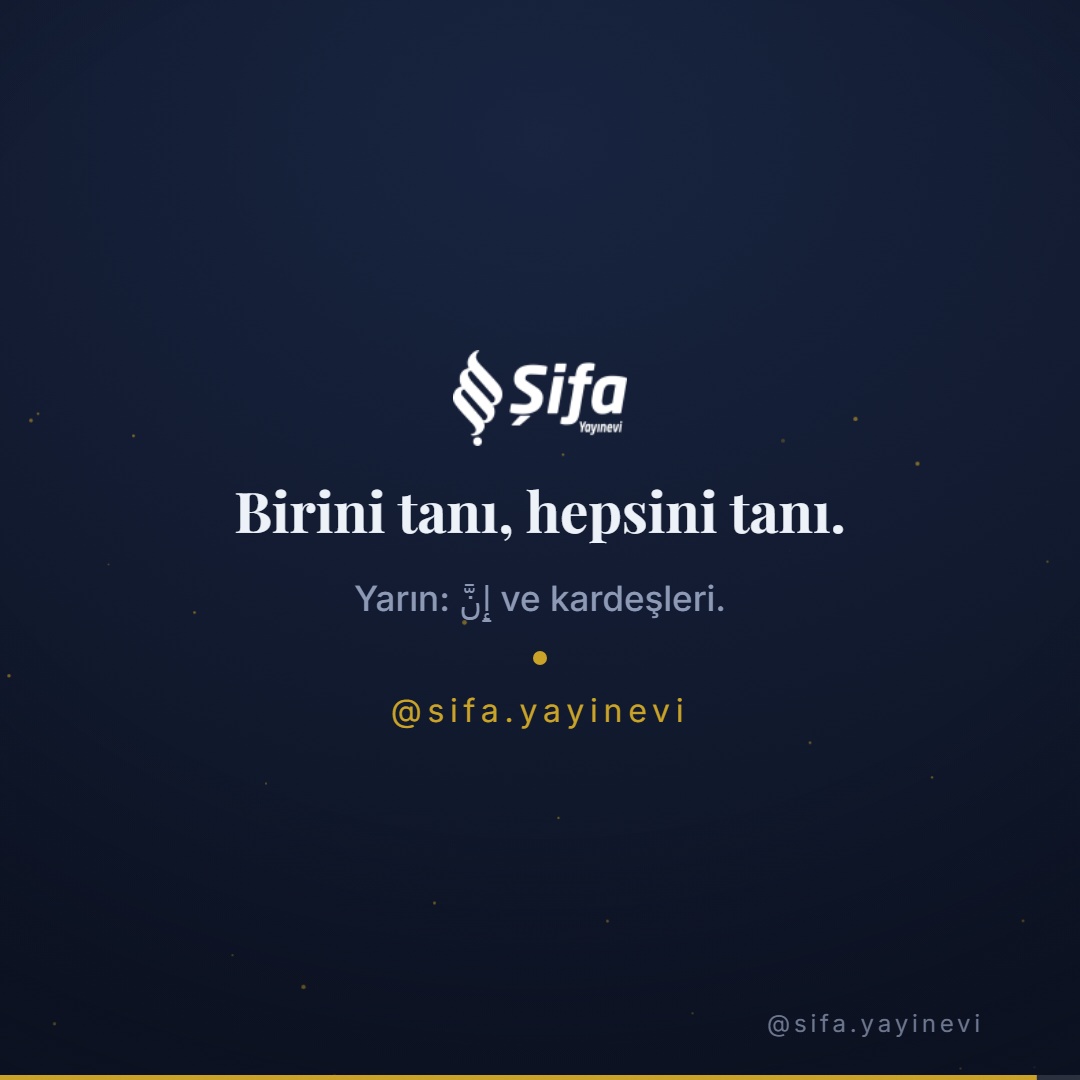 Şifa
Yayınevi
Birini tanı, hepsini tanı.
Yarın: إِنَّ ve kardeşleri.
@sifa.yayinevi
@sifa.yayinevi